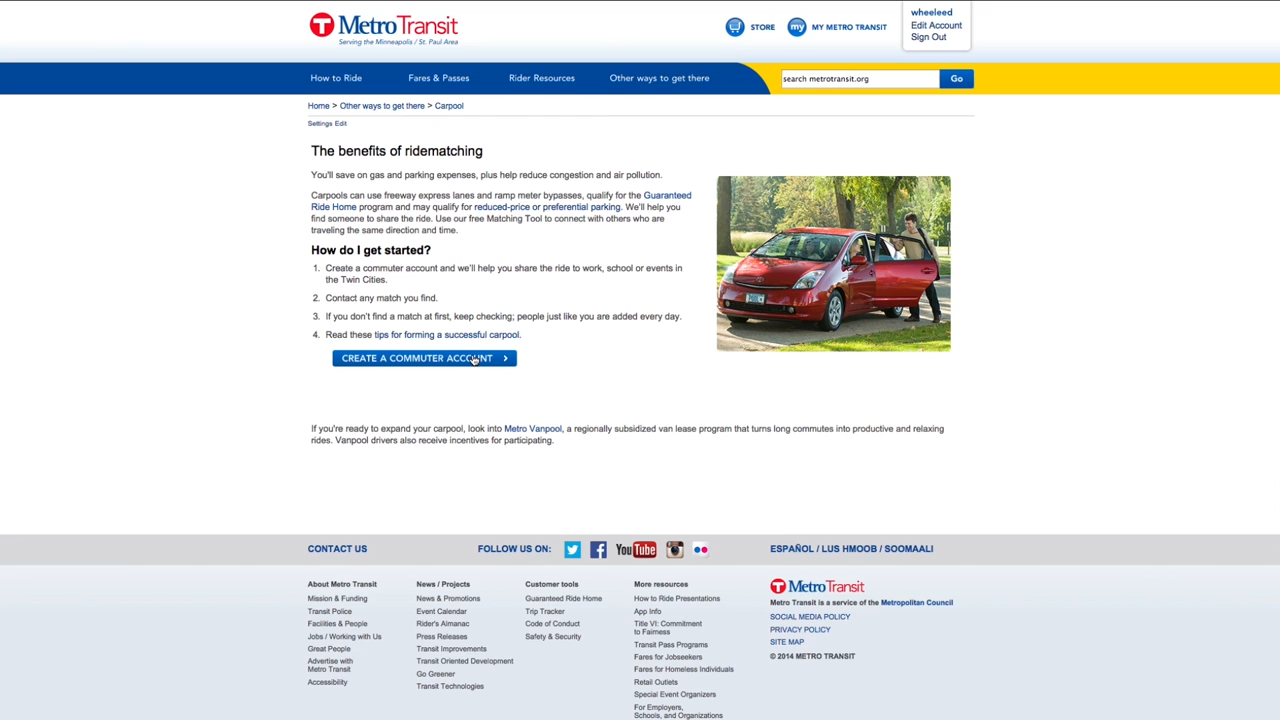 T MetroTransit
Serving the Minneapolis / St. Paul Area
STORE
my MY METRO TRANSIT
wheeleed
Edit Account
Sign Out
How to Ride Fares & Passes Rider Resources Other ways to get there
search metrotransit.org Go
Home > Other ways to get there > Carpool
Settings Edit
The benefits of ridematching
You'll save on gas and parking expenses, plus help reduce congestion and air pollution.
Carpools can use freeway express lanes and ramp meter bypasses, qualify for the Guaranteed
Ride Home program and may qualify for reduced-price or preferential parking. We'll help you
find someone to share the ride. Use our free Matching Tool to connect with others who are
traveling the same direction and time.
How do I get started?
1. Create a commuter account and we'll help you share the ride to work, school or events in
the Twin Cities.
2. Contact any match you find.
3. If you don't find a match at first, keep checking; people just like you are added every day.
4. Read these tips for forming a successful carpool.
CREATE A COMMUTER ACCOUNT >
If you're ready to expand your carpool, look into Metro Vanpool, a regionally subsidized van lease program that turns long commutes into productive and relaxing
rides. Vanpool drivers also receive incentives for participating.
CONTACT US
FOLLOW US ON:
YouTube
ESPAÑOL / LUS HMOOB / SOOMAALI
About Metro Transit
Mission & Funding
Transit Police
Facilities & People
Jobs / Working with Us
Great People
Advertise with
Metro Transit
Accessibility
News / Projects
News & Promotions
Event Calendar
Rider's Almanac
Press Releases
Transit Improvements
Transit Oriented Development
Go Greener
Transit Technologies
Customer tools
Guaranteed Ride Home
Trip Tracker
Code of Conduct
Safety & Security
More resources
How to Ride Presentations
App Info
Title VI: Commitment
to Fairness
Transit Pass Programs
Fares for Jobseekers
Fares for Homeless Individuals
Retail Outlets
Special Event Organizers
For Employers,
Schools, and Organizations
T MetroTransit
Metro Transit is a service of the Metropolitan Council
SOCIAL MEDIA POLICY
PRIVACY POLICY
SITE MAP
© 2014 METRO TRANSIT